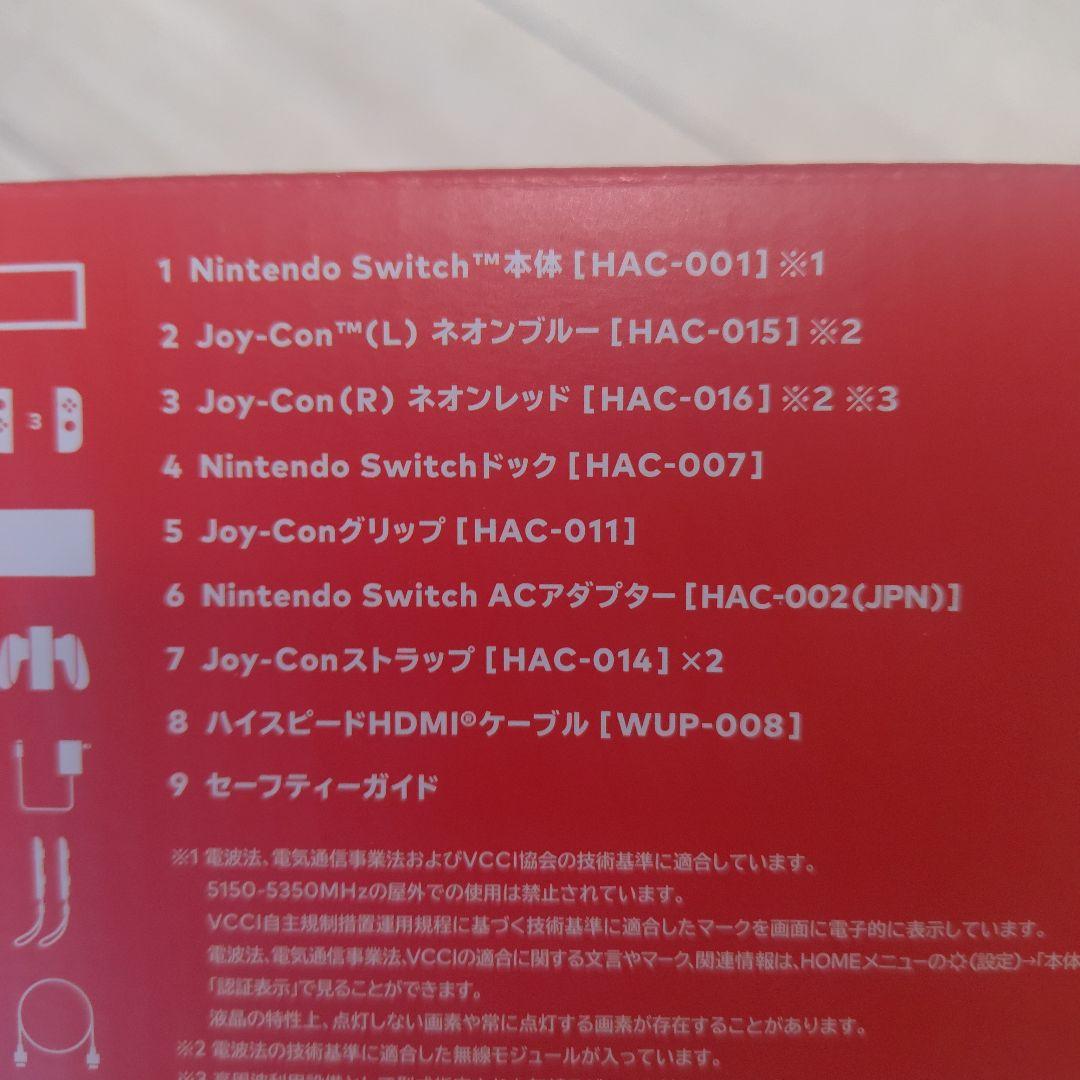 1 Nintendo Switch™本体 [HAC-001] ※1
2 Joy-Con™(L) ネオンブルー [HAC-015] ※2
3 Joy-Con(R) ネオンレッド [HAC-016] ※2 ※3
3
4 Nintendo Switchドック [HAC-007]
5 Joy-Conグリップ [HAC-011]
6 Nintendo Switch ACアダプター [HAC-002(JPN)]
7 Joy-Conストラップ [HAC-014] ×2
8 ハイスピードHDMI®ケーブル [WUP-008]
9 セーフティーガイド
※1 電波法、電気通信事業法およびVCCI協会の技術基準に適合しています。
5150-5350MHzの屋外での使用は禁止されています。
VCCI自主規制措置運用規程に基づく技術基準に適合したマークを画面に電子的に表示しています。
電波法、電気通信事業法、VCCIの適合に関する文言やマーク、関連情報は、HOMEメニューの(設定)→「本体
「認証表示」で見ることができます。
液晶の特性上、点灯しない画素や常に点灯する画素が存在することがあります。
※2 電波法の技術基準に適合した無線モジュールが入っています。